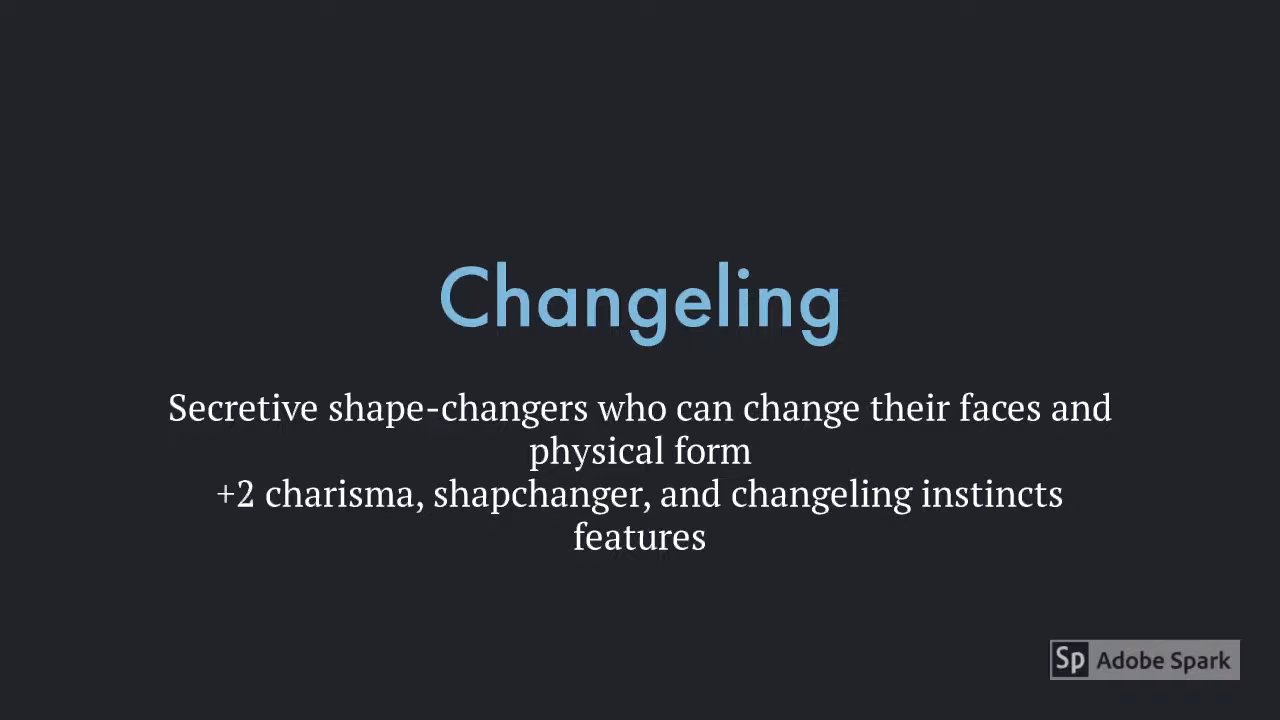 Changeling
Secretive shape-changers who can change their faces and
physical form
+2 charisma, shapchanger, and changeling instincts
features
Sp Adobe Spark